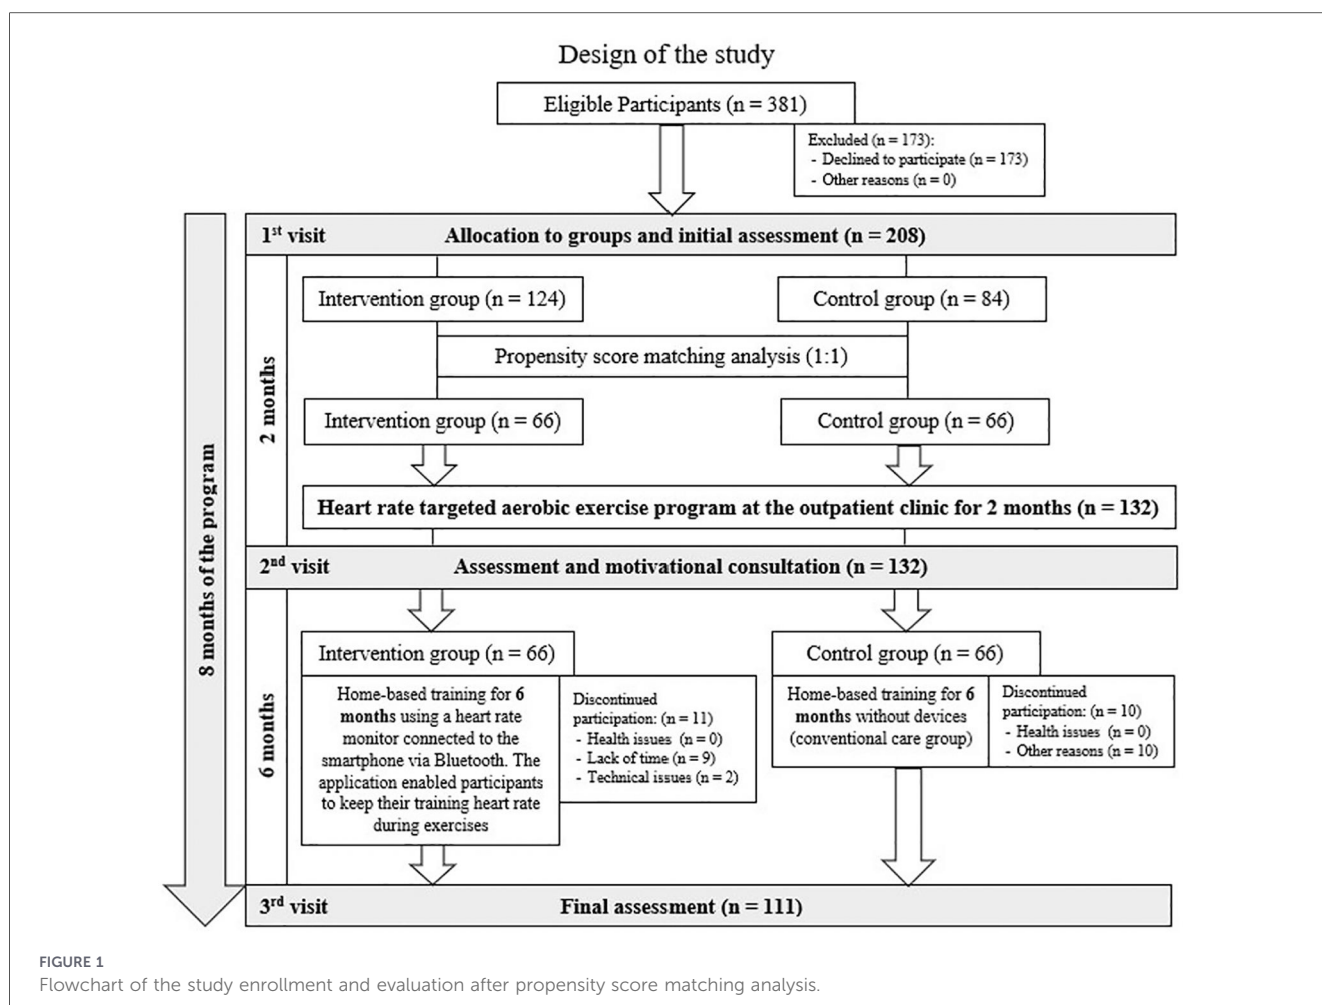 Design of the study
Eligible Participants (n = 381)
Excluded (n = 173):
- Declined to participate (n = 173)
- Other reasons (n = 0)
1st visit
Allocation to groups and initial assessment (n = 208)
Intervention group (n = 124)
Control group (n = 84)
Propensity score matching analysis (1:1)
Intervention group (n = 66)
Control group (n = 66)
2 months
Heart rate targeted aerobic exercise program at the outpatient clinic for 2 months (n = 132)
2nd visit
Assessment and motivational consultation (n = 132)
8 months of the program
6 months
Intervention group (n = 66)
Home-based training for 6
months using a heart rate
monitor connected to the
smartphone via Bluetooth. The
application enabled participants
to keep their training heart rate
during exercises
Discontinued
participation: (n = 11)
- Health issues (n = 0)
- Lack of time (n = 9)
- Technical issues (n = 2)
Control group (n = 66)
Home-based training for 6
months without devices
(conventional care group)
Discontinued
participation: (n = 10)
- Health issues (n = 0)
- Other reasons (n = 10)
3rd visit
Final assessment (n = 111)
FIGURE 1
Flowchart of the study enrollment and evaluation after propensity score matching analysis.